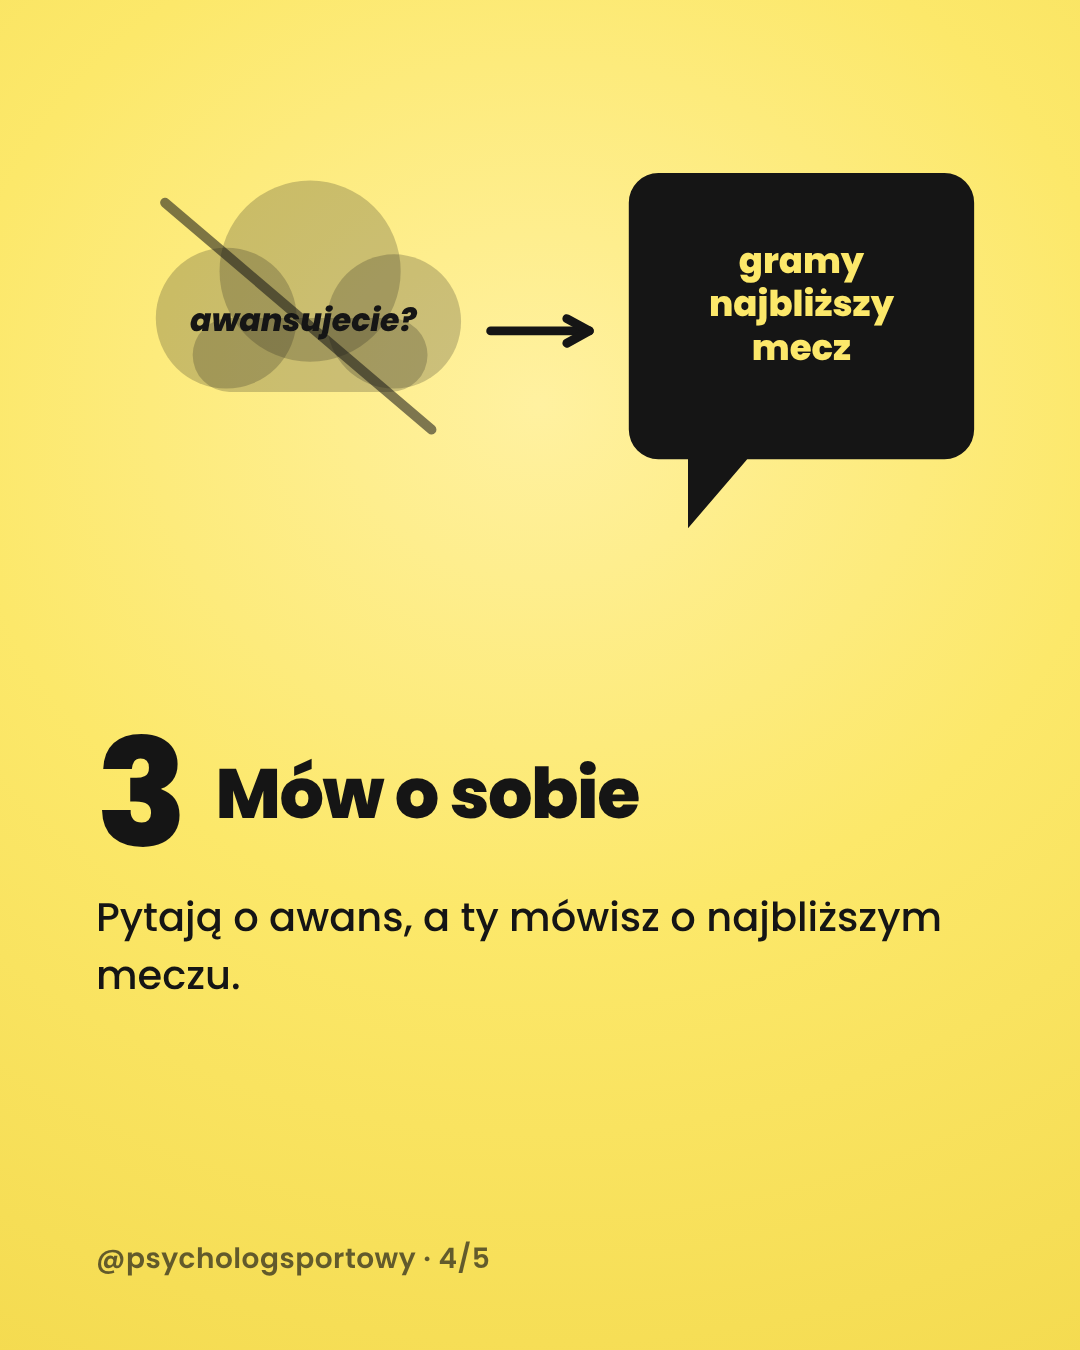 awansujecie?
gramy
najbliższy
mecz
3 Mów o sobie
Pytają o awans, a ty mówisz o najbliższym
meczu.
@psychologsportowy · 4/5